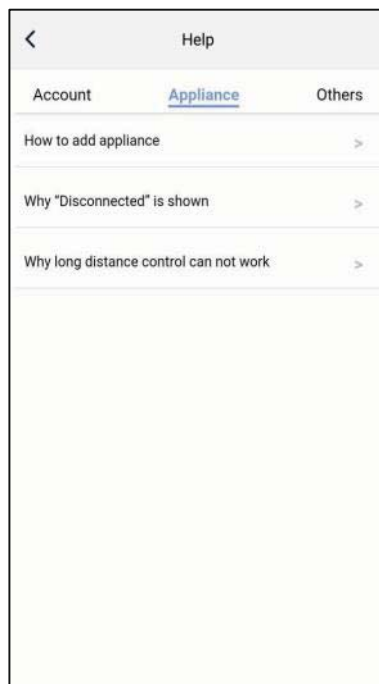 Help
Account Appliance Others
How to add appliance >
Why “Disconnected” is shown >
Why long distance control can not work >